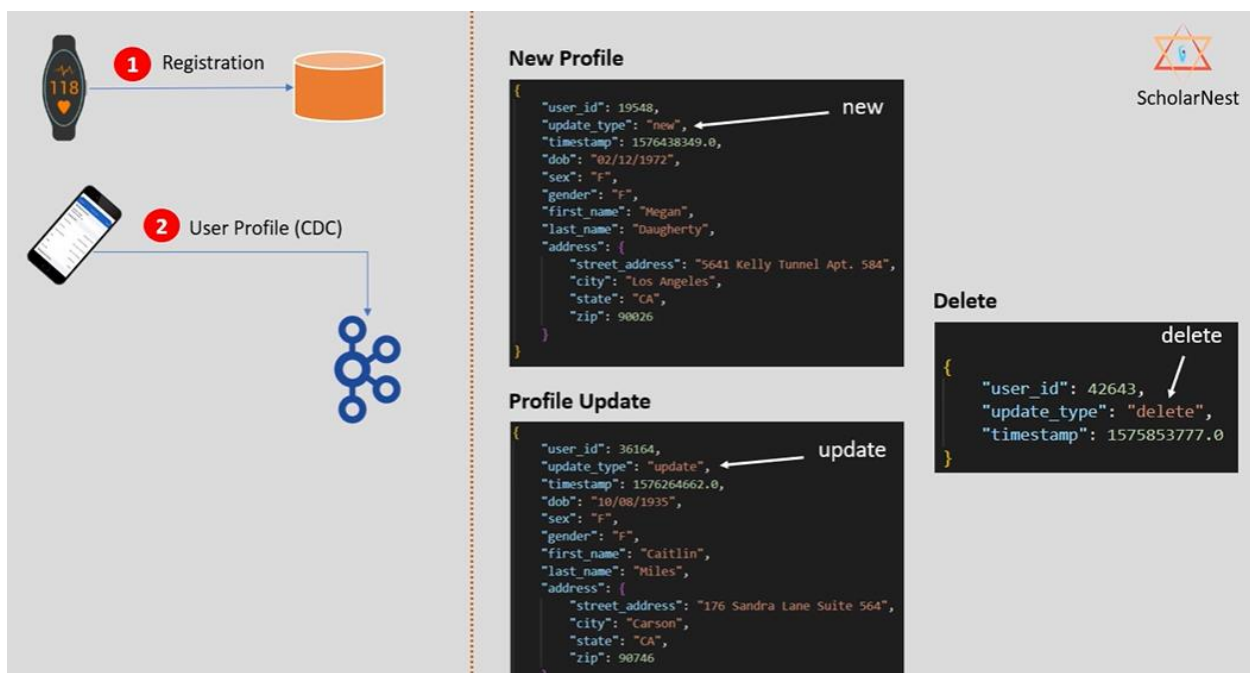 118
1 Registration
2 User Profile (CDC)
New Profile
{
"user_id": 19548,
"update_type": "new",
new
"timestamp": 1576438349.0,
"dob": "02/12/1972",
"sex": "F",
"gender": "F",
"first_name": "Megan",
"last_name": "Daugherty",
"address": {
"street_address": "5641 Kelly Tunnel Apt. 584",
"city": "Los Angeles",
"state": "CA",
"zip": 90026
}
}
Profile Update
{
"user_id": 36164,
"update_type": "update",
update
"timestamp": 1576264662.0,
"dob": "10/08/1935",
"sex": "F",
"gender": "F",
"first_name": "Caitlin",
"last_name": "Miles",
"address": {
"street_address": "176 Sandra Lane Suite 564",
"city": "Carson",
"state": "CA",
"zip": 90746
ScholarNest
Delete
delete
{
"user_id": 42643,
"update_type": "delete",
"timestamp": 1575853777.0
}